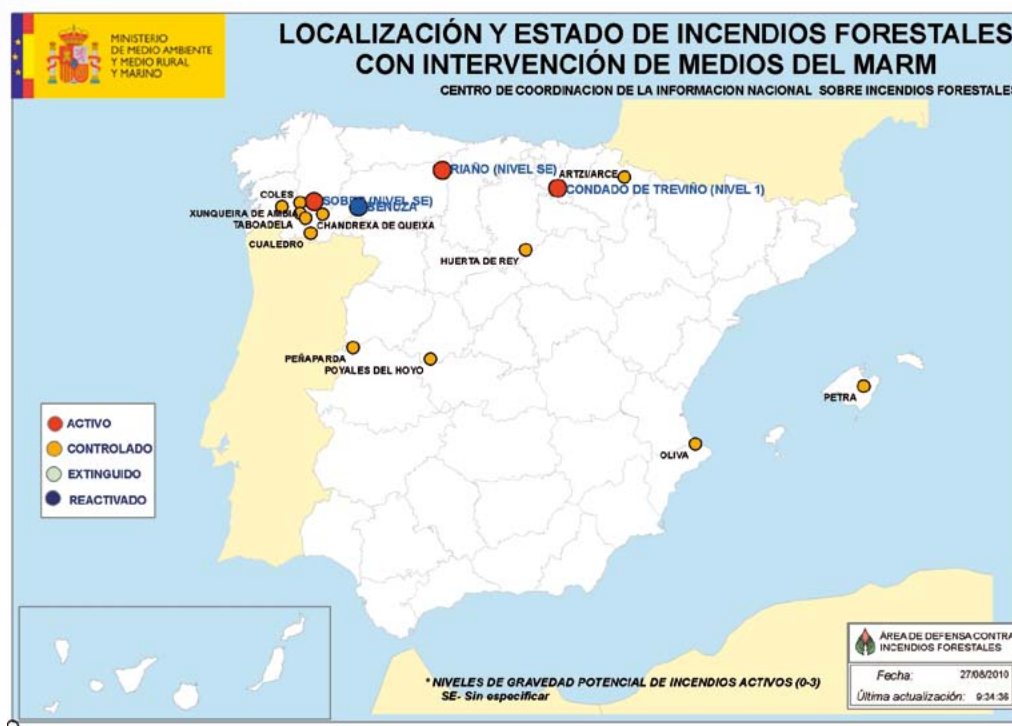 MINISTERIO
DE MEDIO AMBIENTE
Y MEDIO RURAL
Y MARINO
LOCALIZACIÓN Y ESTADO DE INCENDIOS FORESTALES
CON INTERVENCIÓN DE MEDIOS DEL MARM
CENTRO DE COORDINACION DE LA INFORMACION NACIONAL SOBRE INCENDIOS FORESTALES
RIAÑO (NIVEL SE)
ARTZI/ARCE
CONDADO DE TREVIÑO (NIVEL 1)
COLES
(NIVEL SE)
BENUZA
XUNQUEIRA DE AMBIA
TABOADELA
CHANDREXA DE QUEIXA
CUALEDRO
HUERTA DE REY
PEÑAPARDA
POYALES DEL HOYO
PETRA
OLIVA
ACTIVO
CONTROLADO
EXTINGUIDO
REACTIVADO
* NIVELES DE GRAVEDAD POTENCIAL DE INCENDIOS ACTIVOS (0-3)
SE- Sin especificar
ÁREA DE DEFENSA CONTRA
INCENDIOS FORESTALES
Fecha: 27/08/2010
Última actualización: 9:34:36